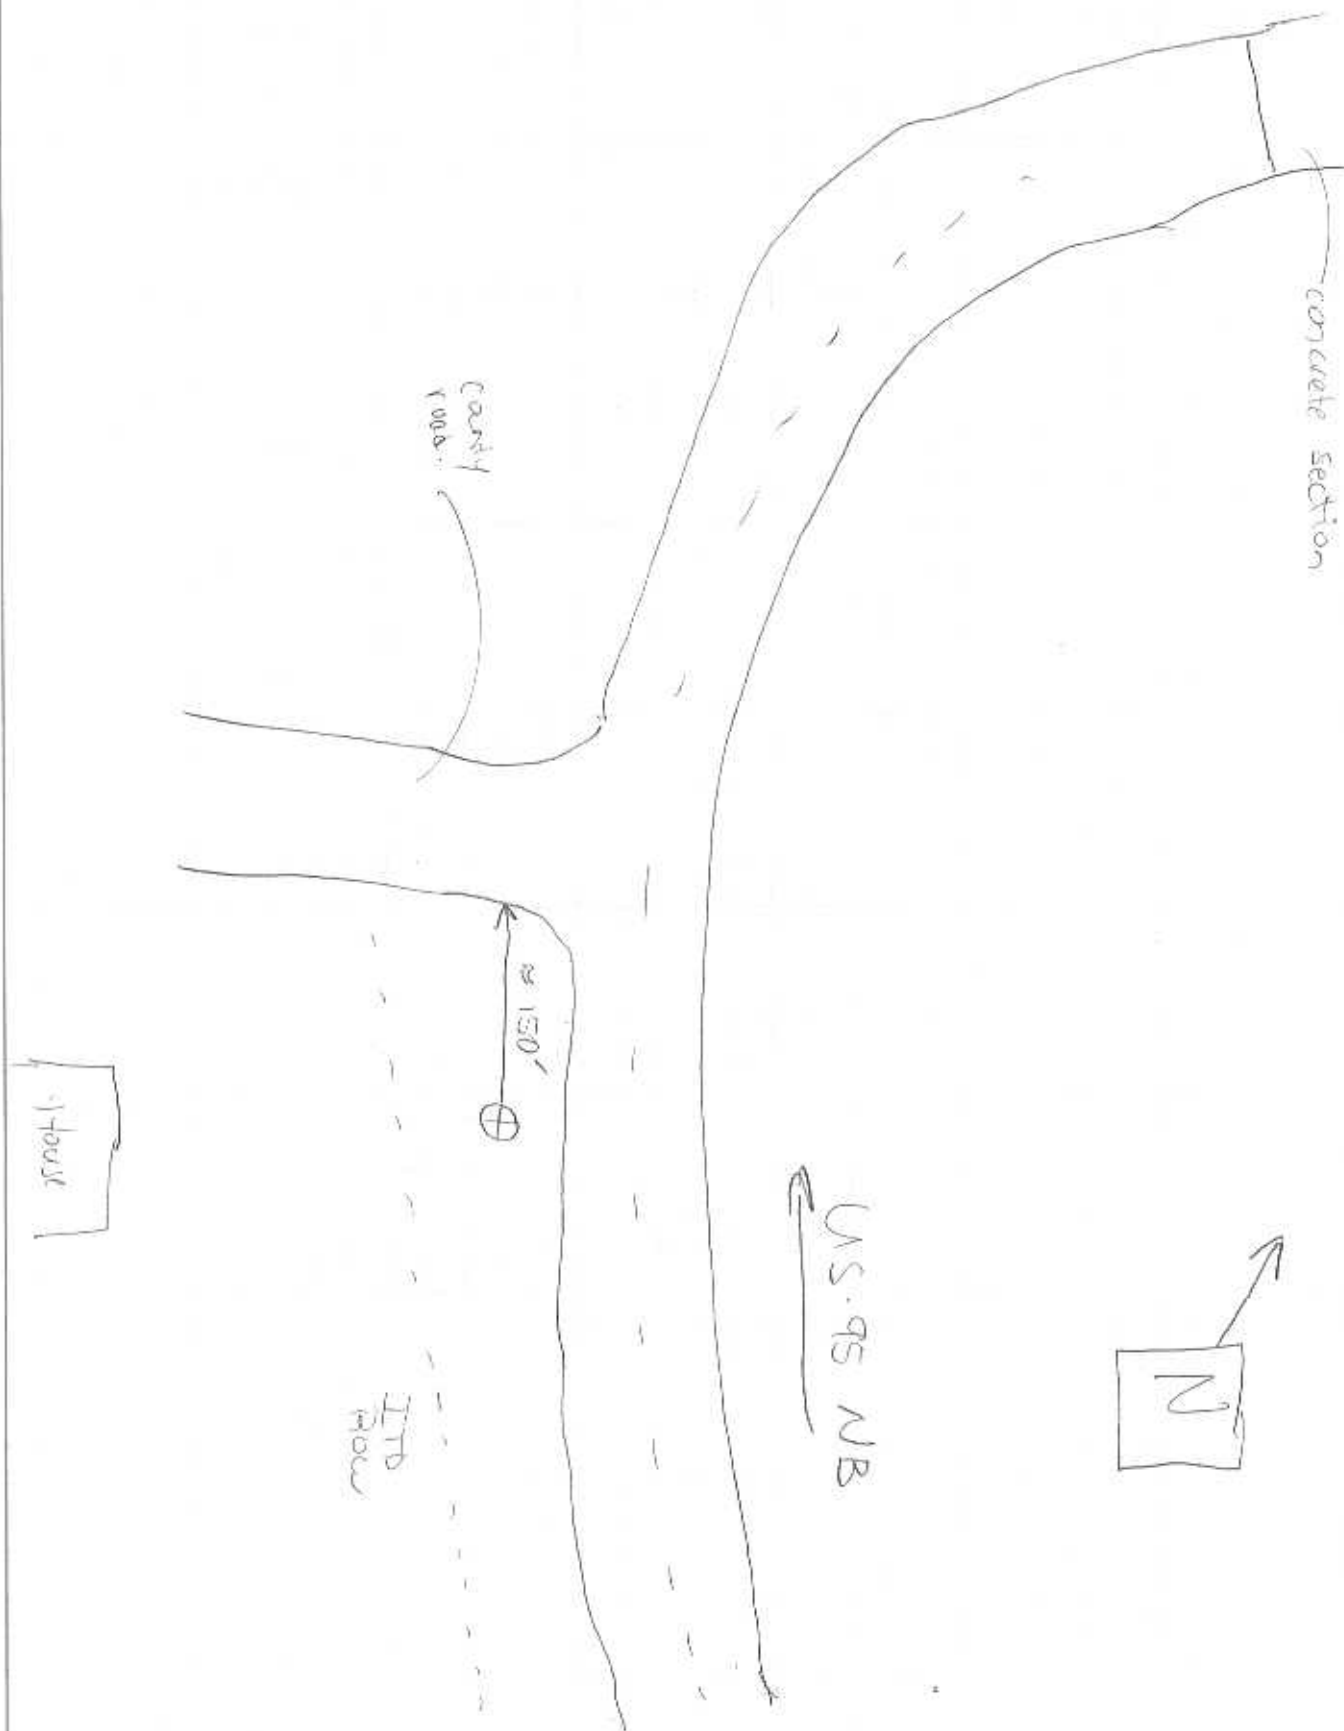 concrete section
County
road.
≈ 150'
U.S. 95 NB
N
ITD
ROW
House